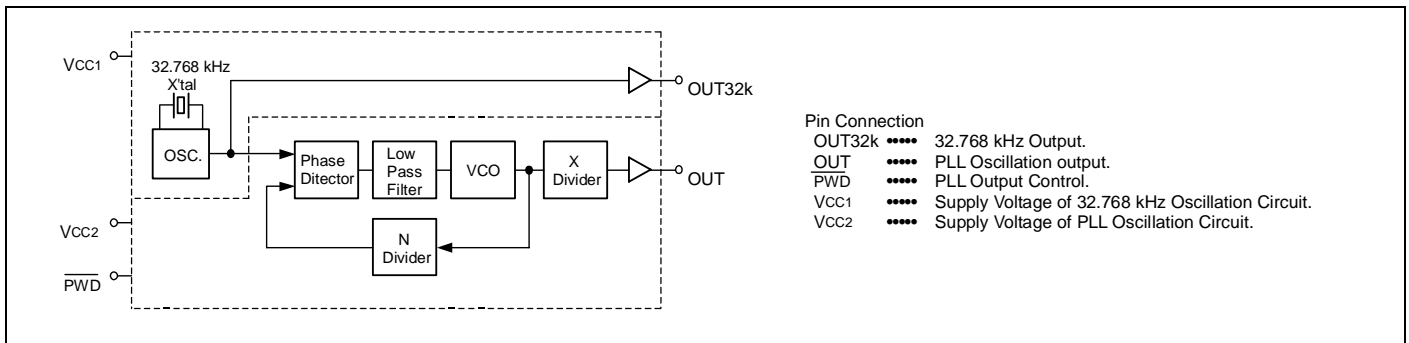 VCC1
32.768 kHz
X'tal
OSC.
OUT32k
Phase
Ditector
Low
Pass
Filter
VCO
X
Divider
OUT
N
Divider
VCC2
PWD
Pin Connection
OUT32k ••••• 32.768 kHz Output.
OUT ••••• PLL Oscillation output.
PWD ••••• PLL Output Control.
VCC1 ••••• Supply Voltage of 32.768 kHz Oscillation Circuit.
VCC2 ••••• Supply Voltage of PLL Oscillation Circuit.